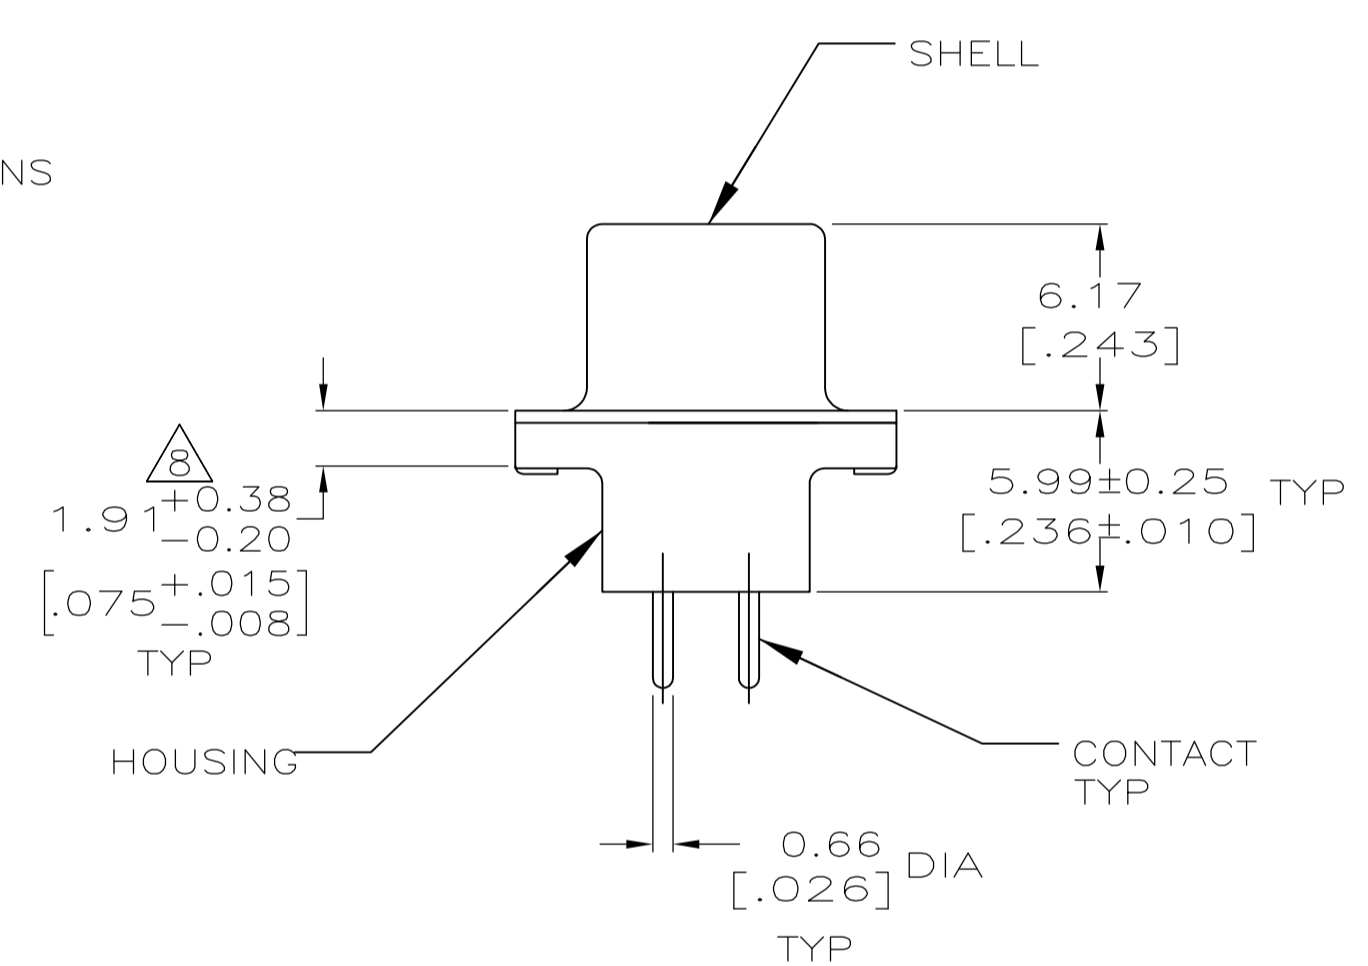 SHELL
NS
6.17
[.243]
8
1.91 +0.38
-0.20
[.075 +.015
-.008]
TYP
5.99±0.25 TYP
[.236±.010]
HOUSING
CONTACT
TYP
0.66 DIA
[.026]
TYP